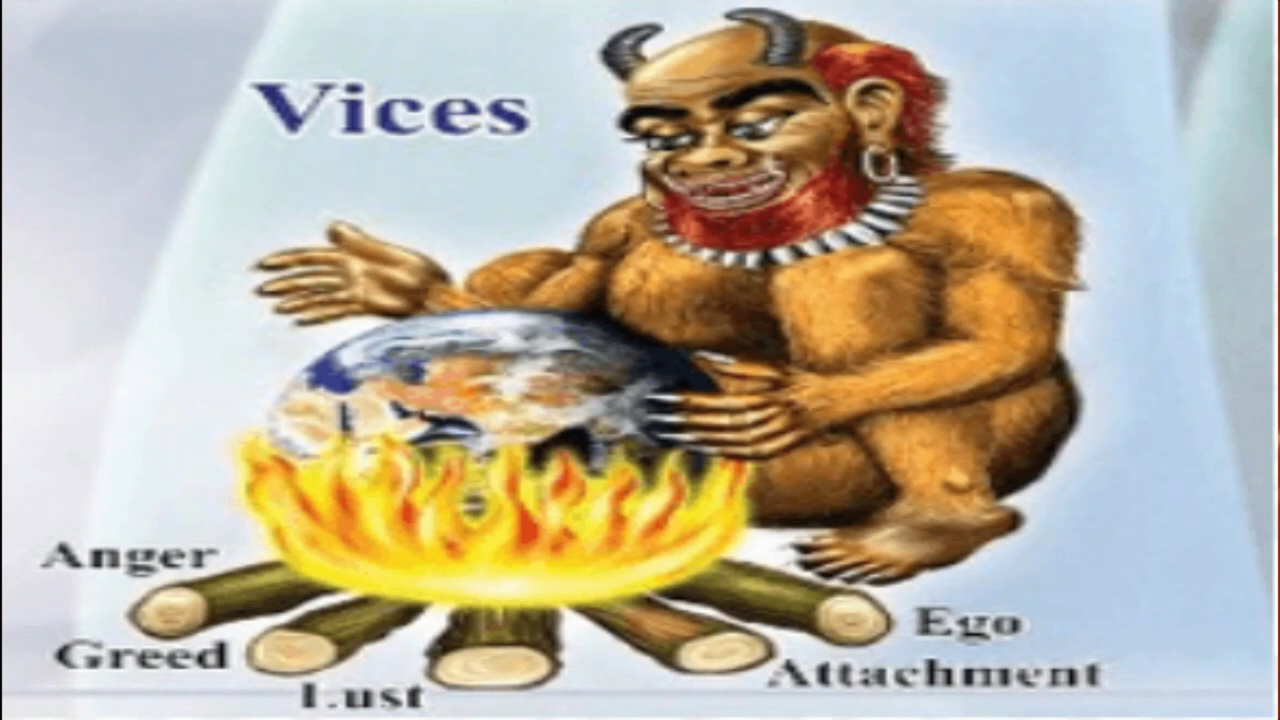 Vices
Anger
Greed
Lust
Ego
Attachment